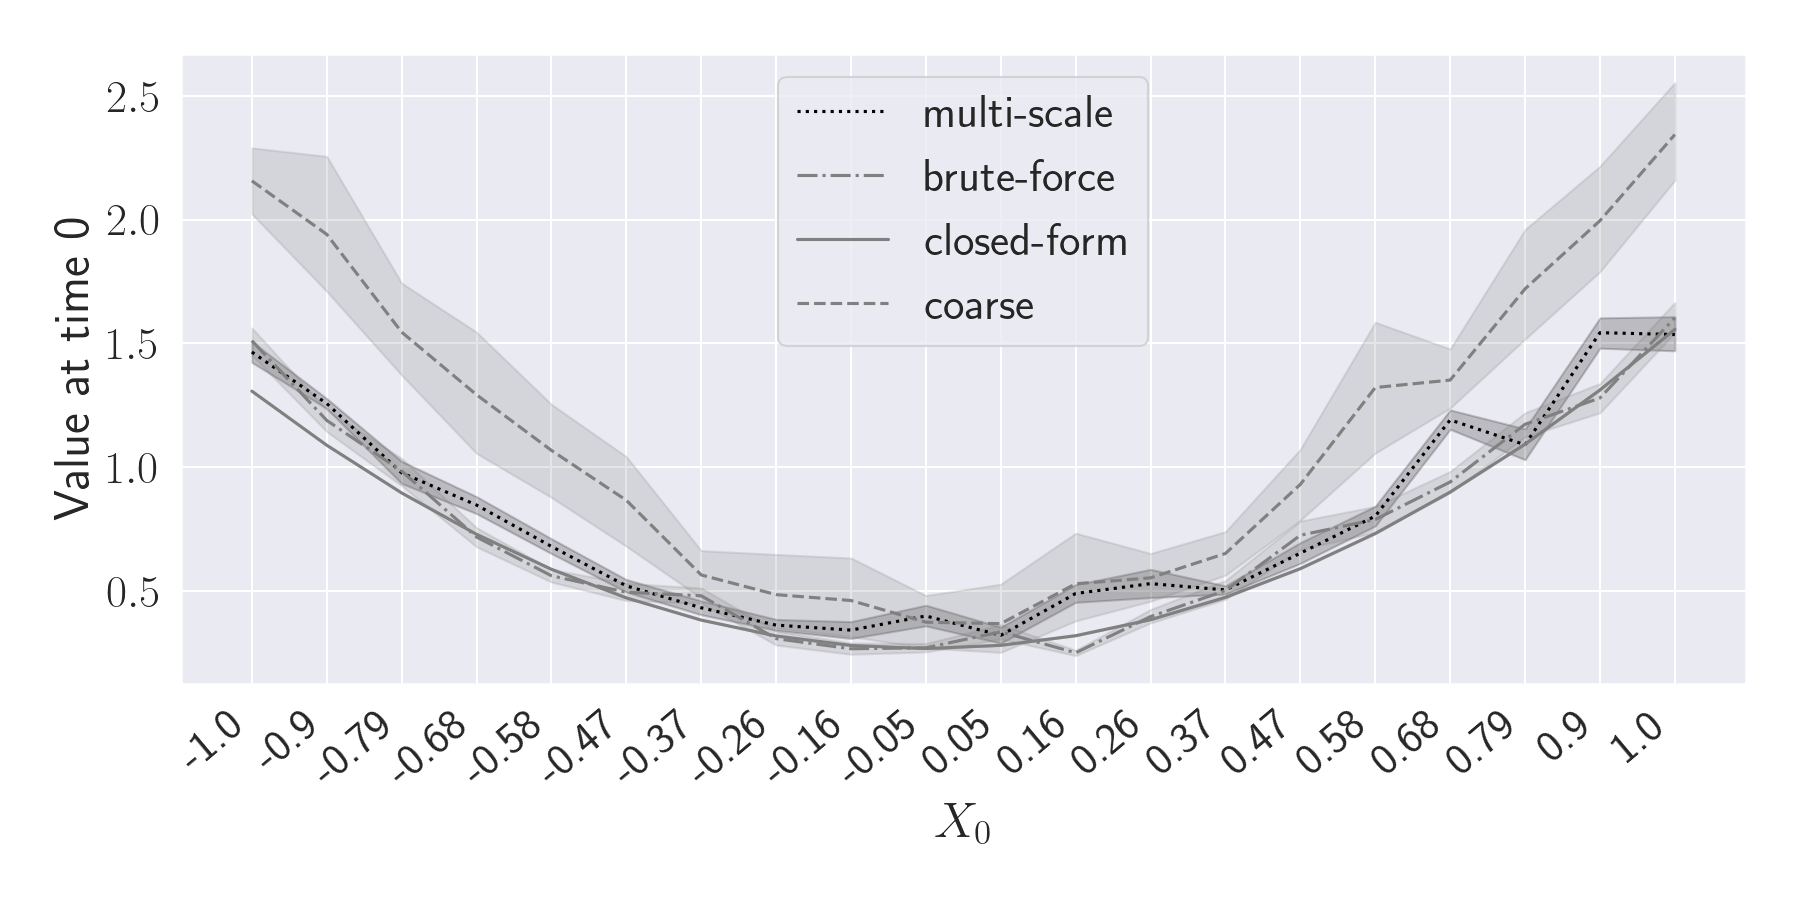 2.5
2.0
1.5
1.0
0.5
Value at time 0
multi-scale
brute-force
closed-form
coarse
-1.0 -0.9 -0.79 -0.68 -0.58 -0.47 -0.37 -0.26 -0.16 -0.05 0.05 0.16 0.26 0.37 0.47 0.58 0.68 0.79 0.9 1.0
X₀